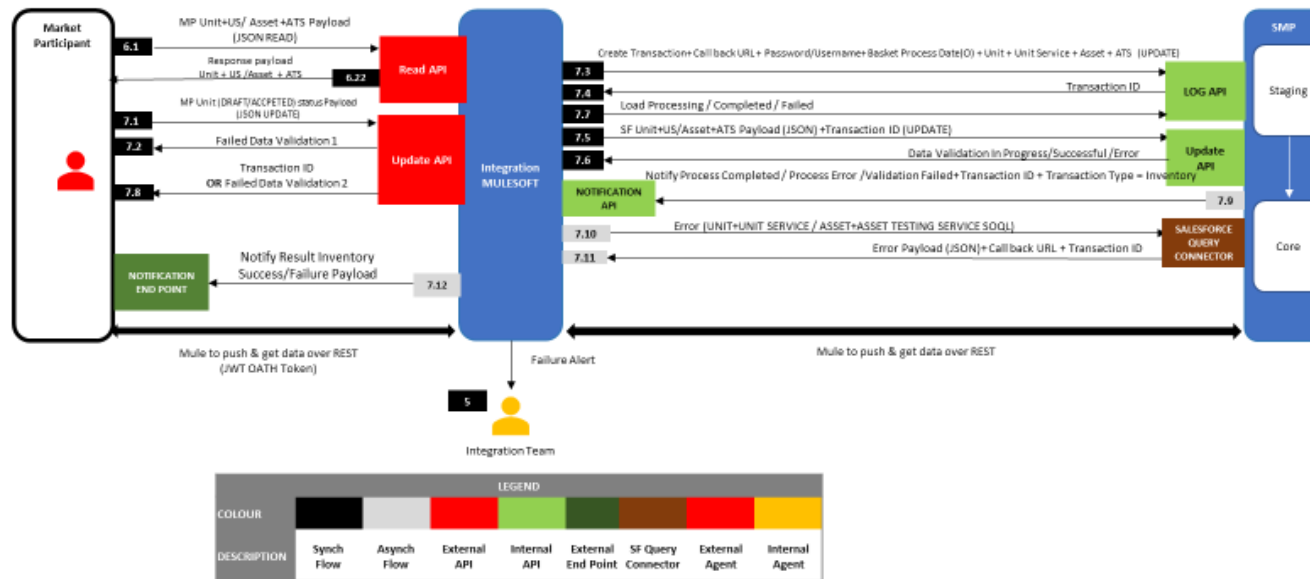 Market
Participant
MP Unit+US/ Asset +ATS Payload
(JSON READ)
6.1
Response payload
Unit + US /Asset + ATS
6.22
Read API
MP Unit (DRAFT/ACCPETED) status Payload
(JSON UPDATE)
7.1
Failed Data Validation 1
7.2
Update API
Transaction ID
OR Failed Data Validation 2
7.8
Notify Result Inventory
Success/Failure Payload
NOTIFICATION
END POINT
7.12
Mule to push & get data over REST
(JWT OATH Token)
Integration
MULESOFT
Create Transaction+ Call back URL + Password/Username+ Basket Process Date(O) + Unit + Unit Service + Asset + ATS (UPDATE)
7.3
Transaction ID
7.4
LOG API
Load Processing / Completed / Failed
7.7
SF Unit+US/Asset+ATS Payload (JSON) +Transaction ID (UPDATE)
7.5
Data Validation In Progress/Successful /Error
7.6
Update
API
Notify Process Completed / Process Error /Validation Failed+ Transaction ID + Transaction Type = Inventory
NOTIFICATION
API
7.9
Error (UNIT+UNIT SERVICE / ASSET+ASSET TESTING SERVICE SOQL)
7.10
Error Payload (JSON)+ Call back URL + Transaction ID
7.11
SALESFORCE
QUERY
CONNECTOR
SMP
Staging
Core
Mule to push & get data over REST
Failure Alert
5
Integration Team
LEGEND
COLOUR
DESCRIPTION
Synch
Flow
Asynch
Flow
External
API
Internal
API
External
End Point
SF Query
Connector
External
Agent
Internal
Agent